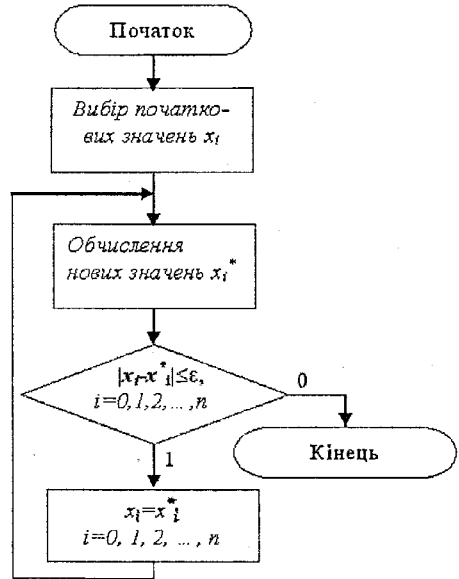 Початок
Вибір початко-
вих значень xᵢ
Обчислення
нових значень xᵢ*
|xᵢ-x*ᵢ|≤ε,
i=0,1,2,...,n
0
Кінець
1
xᵢ=x*ᵢ
i=0, 1, 2, ..., n